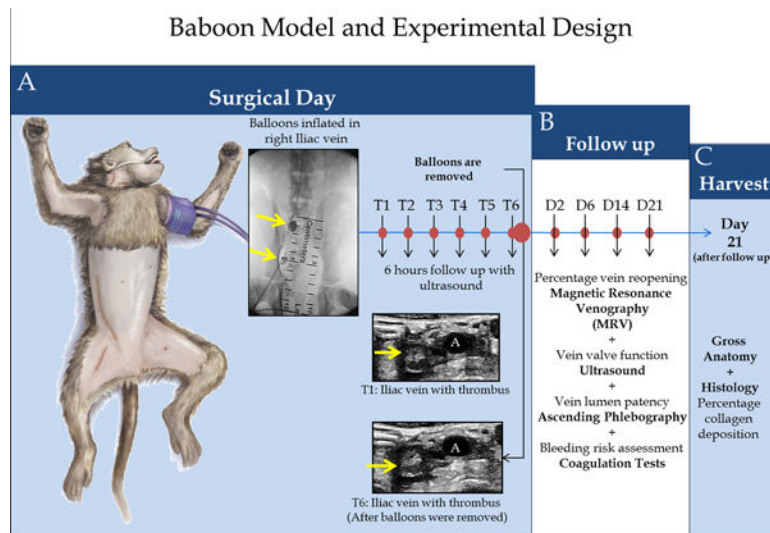 Baboon Model and Experimental Design
A
Surgical Day
Balloons inflated in
right Iliac vein
Centimeters
Balloons are
removed
T1 T2 T3 T4 T5 T6
6 hours follow up with
ultrasound
A
T1: Iliac vein with thrombus
A
T6: Iliac vein with thrombus
(After balloons were removed)
B
Follow up
D2 D6 D14 D21
Percentage vein reopening
Magnetic Resonance
Venography
(MRV)
+
Vein valve function
Ultrasound
+
Vein lumen patency
Ascending Phlebography
+
Bleeding risk assessment
Coagulation Tests
C
Harvest
Day
21
(after follow up)
Gross
Anatomy
+
Histology
Percentage
collagen
deposition